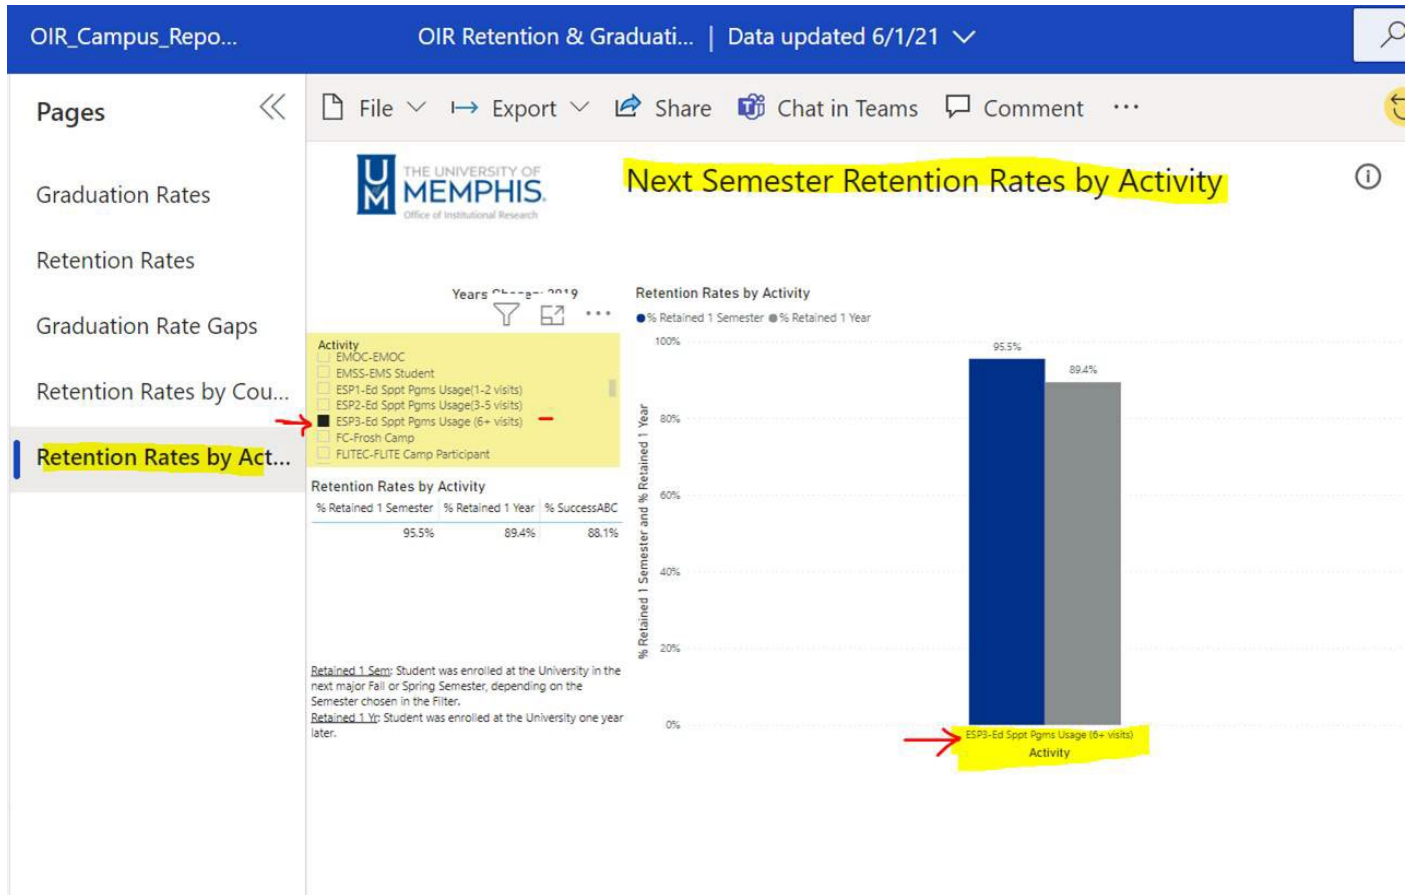 OIR_Campus_Repo...
OIR Retention & Graduati... | Data updated 6/1/21
Pages
File
Export
Share
Chat in Teams
Comment
...
Graduation Rates
Retention Rates
Graduation Rate Gaps
Retention Rates by Cou...
Retention Rates by Act...
UM
THE UNIVERSITY OF
MEMPHIS.
Office of Institutional Research
Next Semester Retention Rates by Activity
Years 2019
Activity
EMOC-EMOC
EMSS-EMS Student
ESP1-Ed Sppt Pgms Usage(1-2 visits)
ESP2-Ed Sppt Pgms Usage(3-5 visits)
ESP3-Ed Sppt Pgms Usage (6+ visits)
FC-Frosh Camp
FLITEC-FLITE Camp Participant
Retention Rates by Activity
% Retained 1 Semester % Retained 1 Year % SuccessABC
95.5% 89.4% 88.1%
Retained 1 Sem: Student was enrolled at the University in the
next major Fall or Spring Semester, depending on the
Semester chosen in the Filter.
Retained 1 Yr: Student was enrolled at the University one year
later.
Retention Rates by Activity
% Retained 1 Semester % Retained 1 Year
% Retained 1 Semester and % Retained 1 Year
100%
80%
60%
40%
20%
0%
95.5%
89.4%
ESP3-Ed Sppt Pgms Usage (6+ visits)
Activity